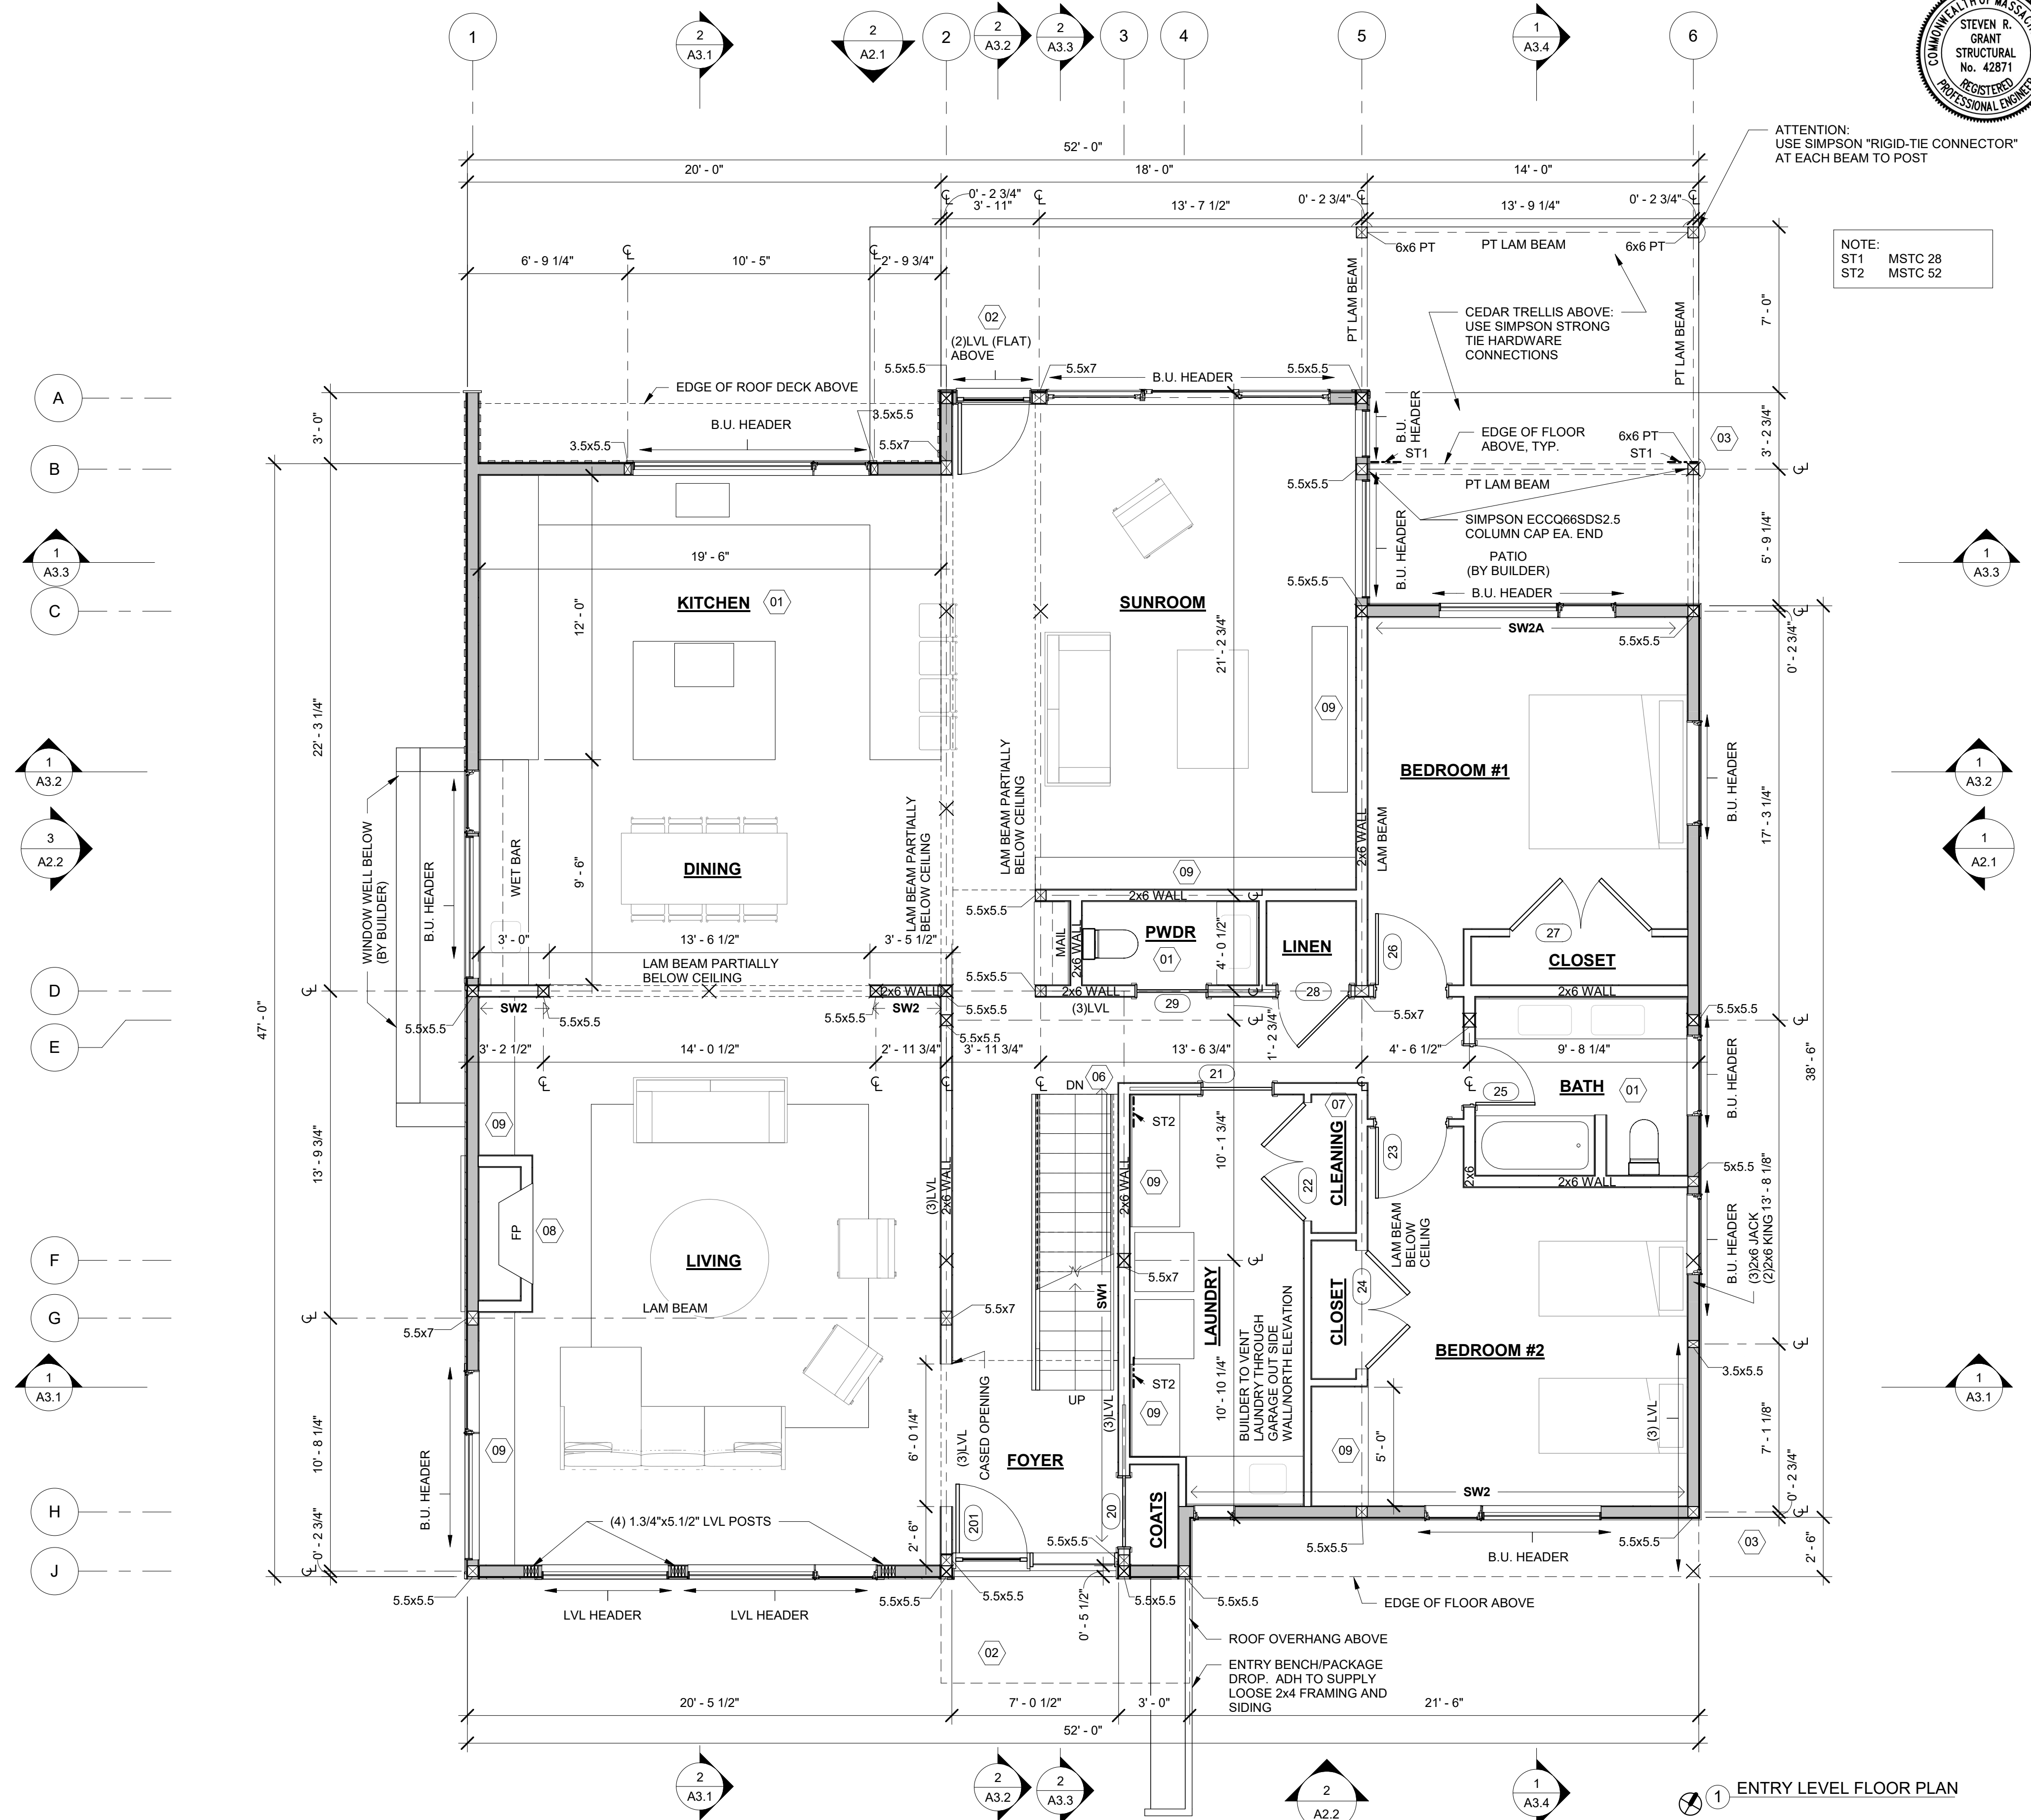 1
2
A3.1
2
A2.1
2
2
A3.2
2
A3.3
3
4
5
1
A3.4
6
COMMONWEALTH OF MASSAC
STEVEN R.
GRANT
STRUCTURAL
No. 42871
REGISTERED
PROFESSIONAL ENGINEER
ATTENTION:
USE SIMPSON "RIGID-TIE CONNECTOR"
AT EACH BEAM TO POST
52' - 0"
20' - 0"
18' - 0"
14' - 0"
0' - 2 3/4"
3' - 11"
13' - 7 1/2"
0' - 2 3/4"
13' - 9 1/4"
0' - 2 3/4"
6' - 9 1/4"
10' - 5"
2' - 9 3/4"
6x6 PT
PT LAM BEAM
6x6 PT
NOTE:
ST1 MSTC 28
ST2 MSTC 52
PT LAM BEAM
PT LAM BEAM
7' - 0"
02
(2)LVL (FLAT)
ABOVE
CEDAR TRELLIS ABOVE:
USE SIMPSON STRONG
TIE HARDWARE
CONNECTIONS
5.5x5.5
5.5x7
B.U. HEADER
5.5x5.5
A
EDGE OF ROOF DECK ABOVE
3' - 0"
B.U. HEADER
3.5x5.5
3.5x5.5
5.5x7
B.U. HEADER
EDGE OF FLOOR
ABOVE, TYP.
ST1
6x6 PT
ST1
03
3' - 2 3/4"
B
5.5x5.5
PT LAM BEAM
SIMPSON ECCQ66SDS2.5
COLUMN CAP EA. END
B.U. HEADER
5' - 9 1/4"
1
A3.3
19' - 6"
PATIO
(BY BUILDER)
1
A3.3
C
KITCHEN
01
SUNROOM
5.5x5.5
B.U. HEADER
SW2A
5.5x5.5
0' - 2 3/4"
12' - 0"
21' - 2 3/4"
22' - 3 1/4"
09
1
A3.2
BEDROOM #1
B.U. HEADER
1
A3.2
17' - 3 1/4"
3
A2.2
WINDOW WELL BELOW
(BY BUILDER)
B.U. HEADER
WET BAR
DINING
9' - 6"
LAM BEAM PARTIALLY
BELOW CEILING
LAM BEAM PARTIALLY
BELOW CEILING
09
2x6 WALL
LAM BEAM
1
A2.1
2x6 WALL
5.5x5.5
MAIL
2x6 WALL
PWDR
01
4' - 0 1/2"
LINEN
26
27
CLOSET
3' - 0"
13' - 6 1/2"
3' - 5 1/2"
LAM BEAM PARTIALLY
BELOW CEILING
5.5x5.5
D
2x6 WALL
2x6 WALL
29
28
2x6 WALL
SW2
5.5x5.5
5.5x5.5
5.5x5.5
SW2
5.5x5.5
(3)LVL
5.5x7
5.5x5.5
47' - 0"
E
5.5x5.5
1' - 2 3/4"
3' - 2 1/2"
14' - 0 1/2"
2' - 11 3/4"
3' - 11 3/4"
13' - 6 3/4"
4' - 6 1/2"
9' - 8 1/4"
B.U. HEADER
38' - 6"
DN
06
21
25
BATH
01
09
ST2
07
CLEANING
22
23
10' - 1 3/4"
13' - 9 3/4"
(3)LVL
2x6 WALL
2x6 WALL
09
2x6
2x6 WALL
5x5.5
FP
08
LAM BEAM
BELOW
CEILING
B.U. HEADER
(3)2x6 JACK
(2)2x6 KING
13' - 8 1/8"
F
LIVING
5.5x7
SW1
LAUNDRY
CLOSET
24
G
LAM BEAM
5.5x7
5.5x7
BUILDER TO VENT
LAUNDRY THROUGH
GARAGE OUT SIDE
WALL/NORTH ELEVATION
BEDROOM #2
3.5x5.5
1
A3.1
ST2
UP
1
A3.1
10' - 8 1/4"
B.U. HEADER
09
6' - 0 1/4"
(3)LVL
CASED OPENING
(3)LVL
09
10' - 10 1/4"
09
5' - 0"
(3) LVL
7' - 1 1/8"
FOYER
SW2
0' - 2 3/4"
H
(4) 1.3/4"x5.1/2" LVL POSTS
2' - 6"
201
20
COATS
0' - 2 3/4"
5.5x5.5
5.5x5.5
B.U. HEADER
5.5x5.5
03
2' - 6"
J
5.5x5.5
LVL HEADER
LVL HEADER
5.5x5.5
5.5x5.5
0' - 5 1/2"
5.5x5.5
5.5x5.5
EDGE OF FLOOR ABOVE
02
ROOF OVERHANG ABOVE
ENTRY BENCH/PACKAGE
DROP. ADH TO SUPPLY
LOOSE 2x4 FRAMING AND
SIDING
20' - 5 1/2"
7' - 0 1/2"
3' - 0"
21' - 6"
52' - 0"
2
A3.1
2
A3.2
2
A3.3
2
A2.2
1
A3.4
1 ENTRY LEVEL FLOOR PLAN